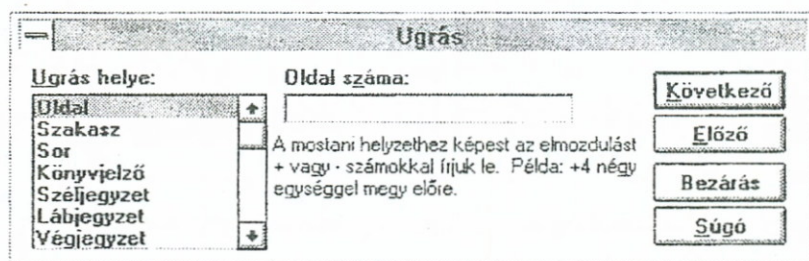 Ugrás
Ugrás helye:
Oldal
Szakasz
Sor
Könyvjelző
Széljegyzet
Lábjegyzet
Végjegyzet
Oldal száma:
A mostani helyzethez képest az elmozdulást
+ vagy - számokkal írjuk le. Példa: +4 négy
egységgel megy előre.
Következő
Előző
Bezárás
Súgó